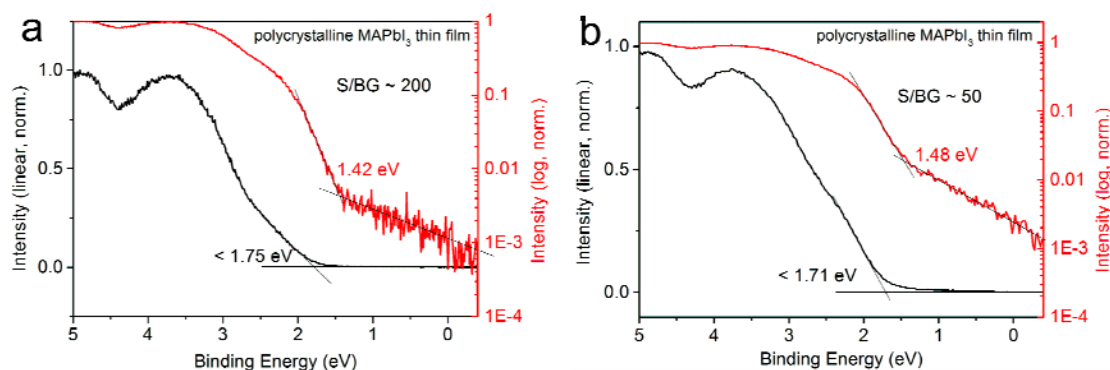 a
polycrystalline MAPbI₃ thin film
S/BG ~ 200
1.42 eV
< 1.75 eV
Intensity (linear, norm.)
1.0
0.5
0.0
Intensity (log, norm.)
1
0.1
0.01
1E-3
1E-4
5 4 3 2 1 0
Binding Energy (eV)
b
polycrystalline MAPbI₃ thin film
S/BG ~ 50
1.48 eV
< 1.71 eV
Intensity (linear, norm.)
1.0
0.5
0.0
Intensity (log, norm.)
1
0.1
0.01
1E-3
1E-4
5 4 3 2 1 0
Binding Energy (eV)